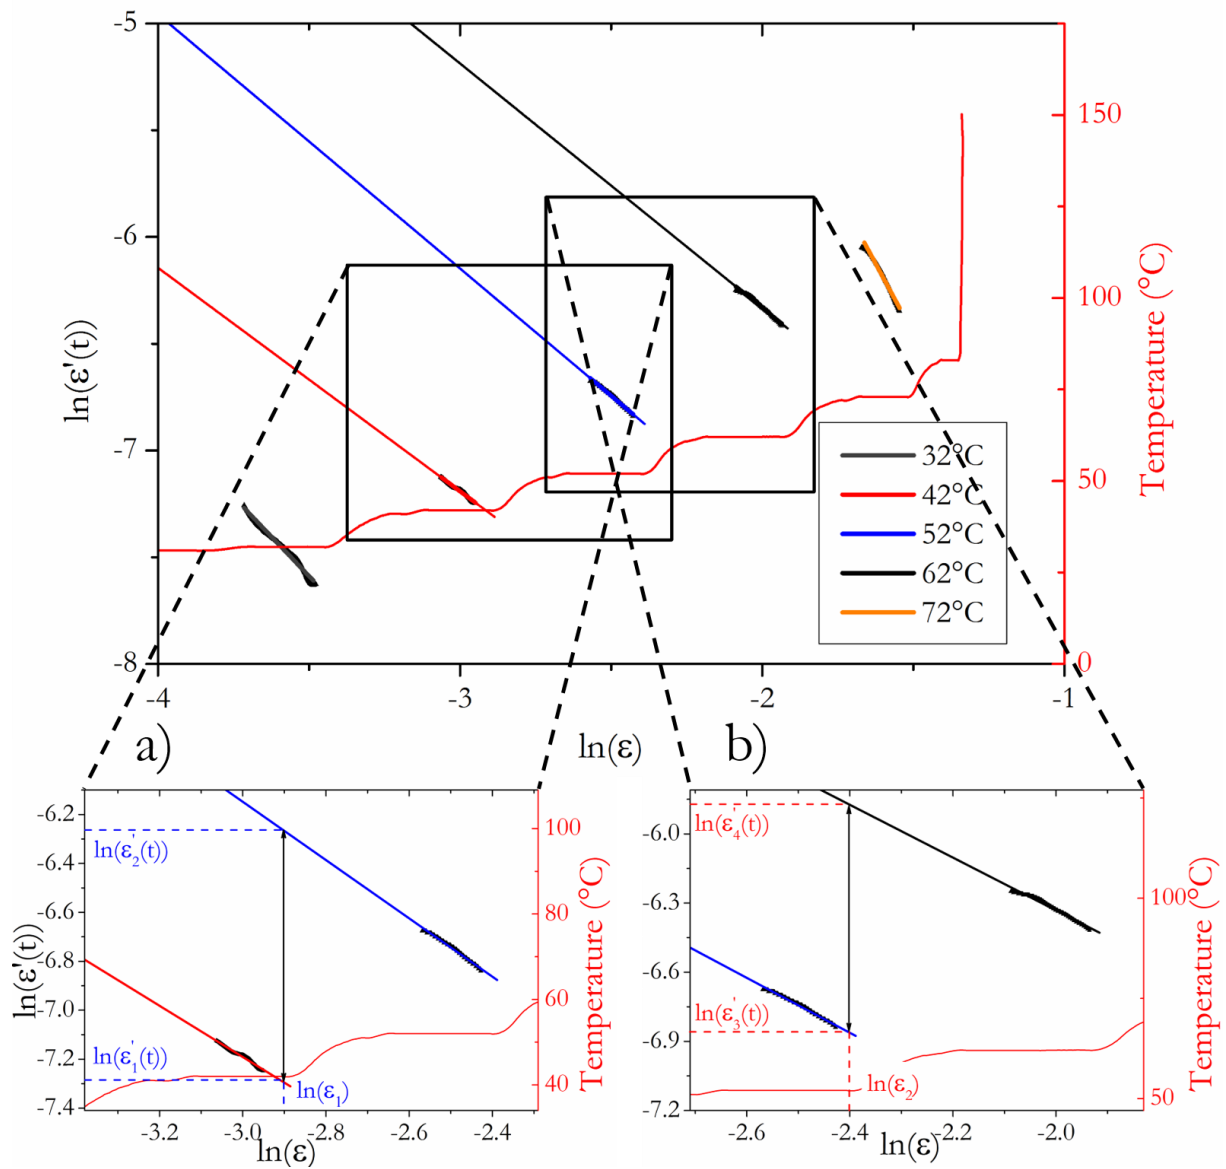 -5
-6
-7
-8
ln(ε'(t))
-4
-3
-2
-1
ln(ε)
150
100
50
0
Temperature (°C)
32°C
42°C
52°C
62°C
72°C
a)
b)
-6.2
-6.4
-6.6
-6.8
-7.0
-7.2
-7.4
ln(ε'(t))
ln(ε₂'(t))
ln(ε₁'(t))
ln(ε₁)
-3.2
-3.0
-2.8
-2.6
-2.4
ln(ε)
100
80
60
40
Temperature (°C)
-6.0
-6.3
-6.6
-6.9
-7.2
ln(ε₄'(t))
ln(ε₃'(t))
ln(ε₂)
-2.6
-2.4
-2.2
-2.0
ln(ε)
100
50
Temperature (°C)